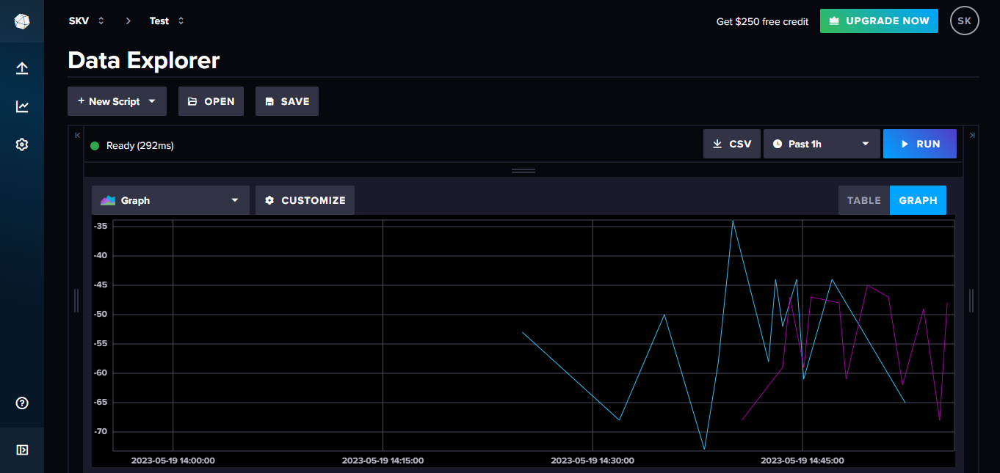 SKV > Test Get $250 free credit UPGRADE NOW SK
Data Explorer
+ New Script OPEN SAVE
Ready (292ms) CSV Past 1h RUN
Graph CUSTOMIZE TABLE GRAPH
-35
-40
-45
-50
-55
-60
-65
-70
2023-05-19 14:00:00 2023-05-19 14:15:00 2023-05-19 14:30:00 2023-05-19 14:45:00